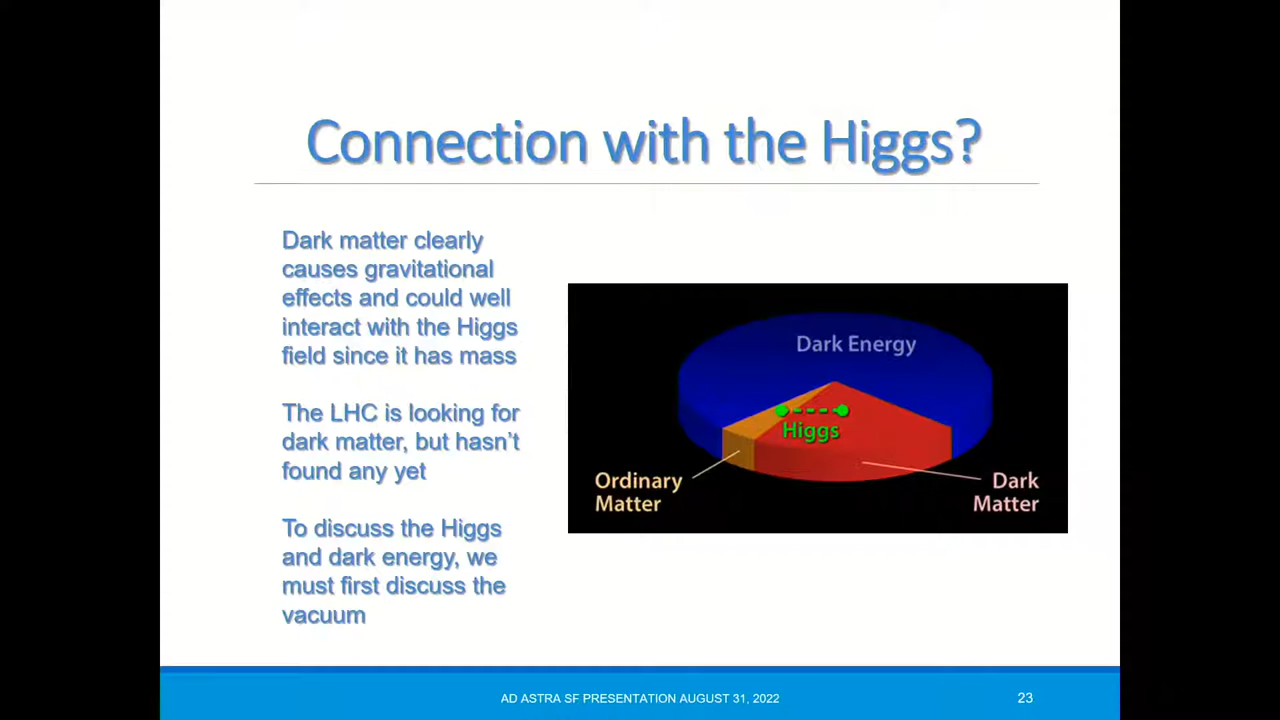 Connection with the Higgs?
Dark matter clearly
causes gravitational
effects and could well
interact with the Higgs
field since it has mass
The LHC is looking for
dark matter, but hasn't
found any yet
To discuss the Higgs
and dark energy, we
must first discuss the
vacuum
Dark Energy
Higgs
Ordinary
Matter
Dark
Matter
AD ASTRA SF PRESENTATION AUGUST 31, 2022
23